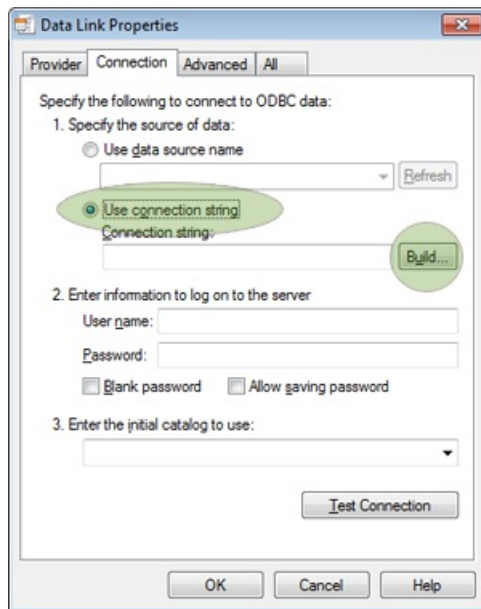 Data Link Properties
Provider Connection Advanced All
Specify the following to connect to ODBC data:
1. Specify the source of data:
Use data source name
Refresh
Use connection string
Connection string:
Build...
2. Enter information to log on to the server
User name:
Password:
Blank password Allow saving password
3. Enter the initial catalog to use:
Test Connection
OK Cancel Help